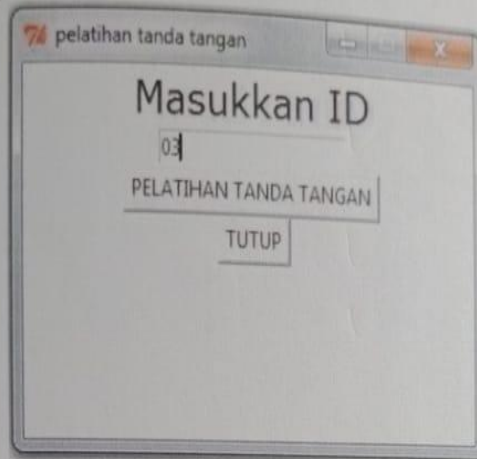 pelatihan tanda tangan
Masukkan ID
03
PELATIHAN TANDA TANGAN
TUTUP